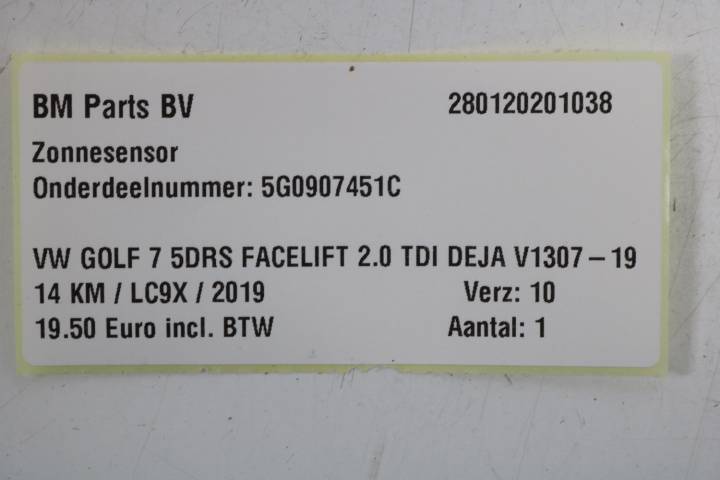 BM Parts BV 280120201038
Zonnesensor
Onderdeelnummer: 5G0907451C
VW GOLF 7 5DRS FACELIFT 2.0 TDI DEJA V1307-19
14 KM / LC9X / 2019 Verz: 10
19.50 Euro incl. BTW Aantal: 1